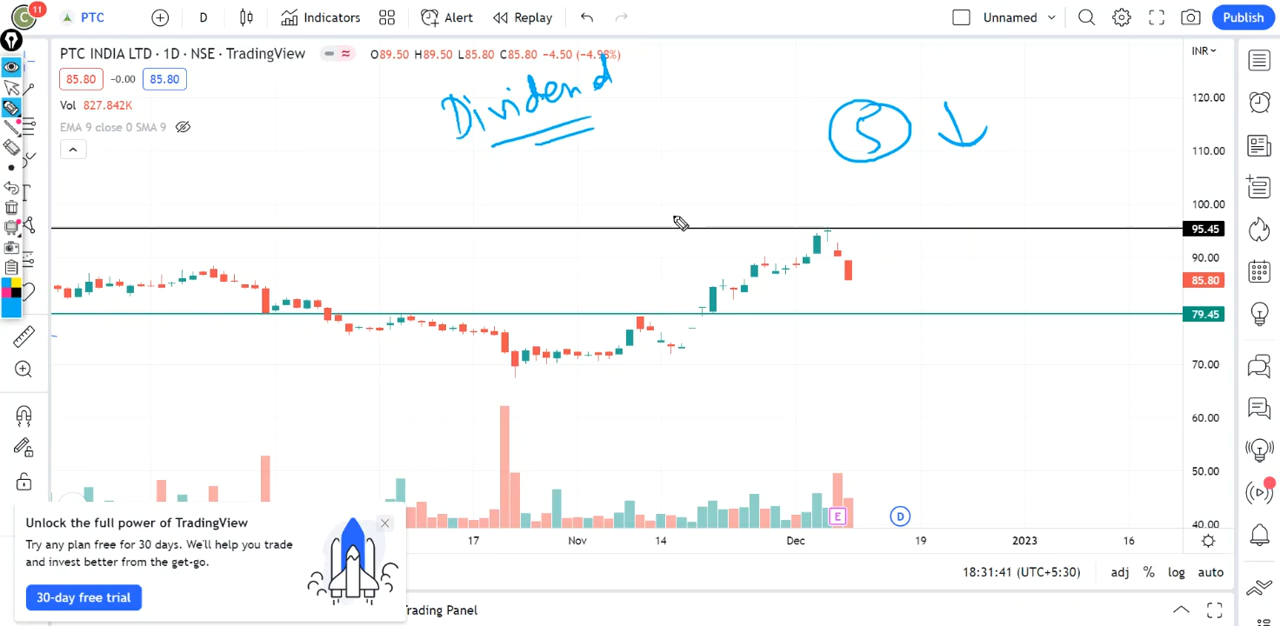 C 11 PTC D Indicators Alert Replay Unnamed Publish
PTC INDIA LTD · 1D · NSE · TradingView O89.50 H89.50 L85.80 C85.80 -4.50 (-4.98%) INR
85.80 -0.00 85.80
Vol 827.842K
EMA 9 close 0 SMA 9
Dividend
5
120.00
110.00
100.00
95.45
90.00
85.80
79.45
70.00
60.00
50.00
40.00
E D
17 Nov 14 Dec 19 2023 16
18:31:41 (UTC+5:30) adj % log auto
Unlock the full power of TradingView
Try any plan free for 30 days. We'll help you trade
and invest better from the get-go.
30-day free trial
Trading Panel